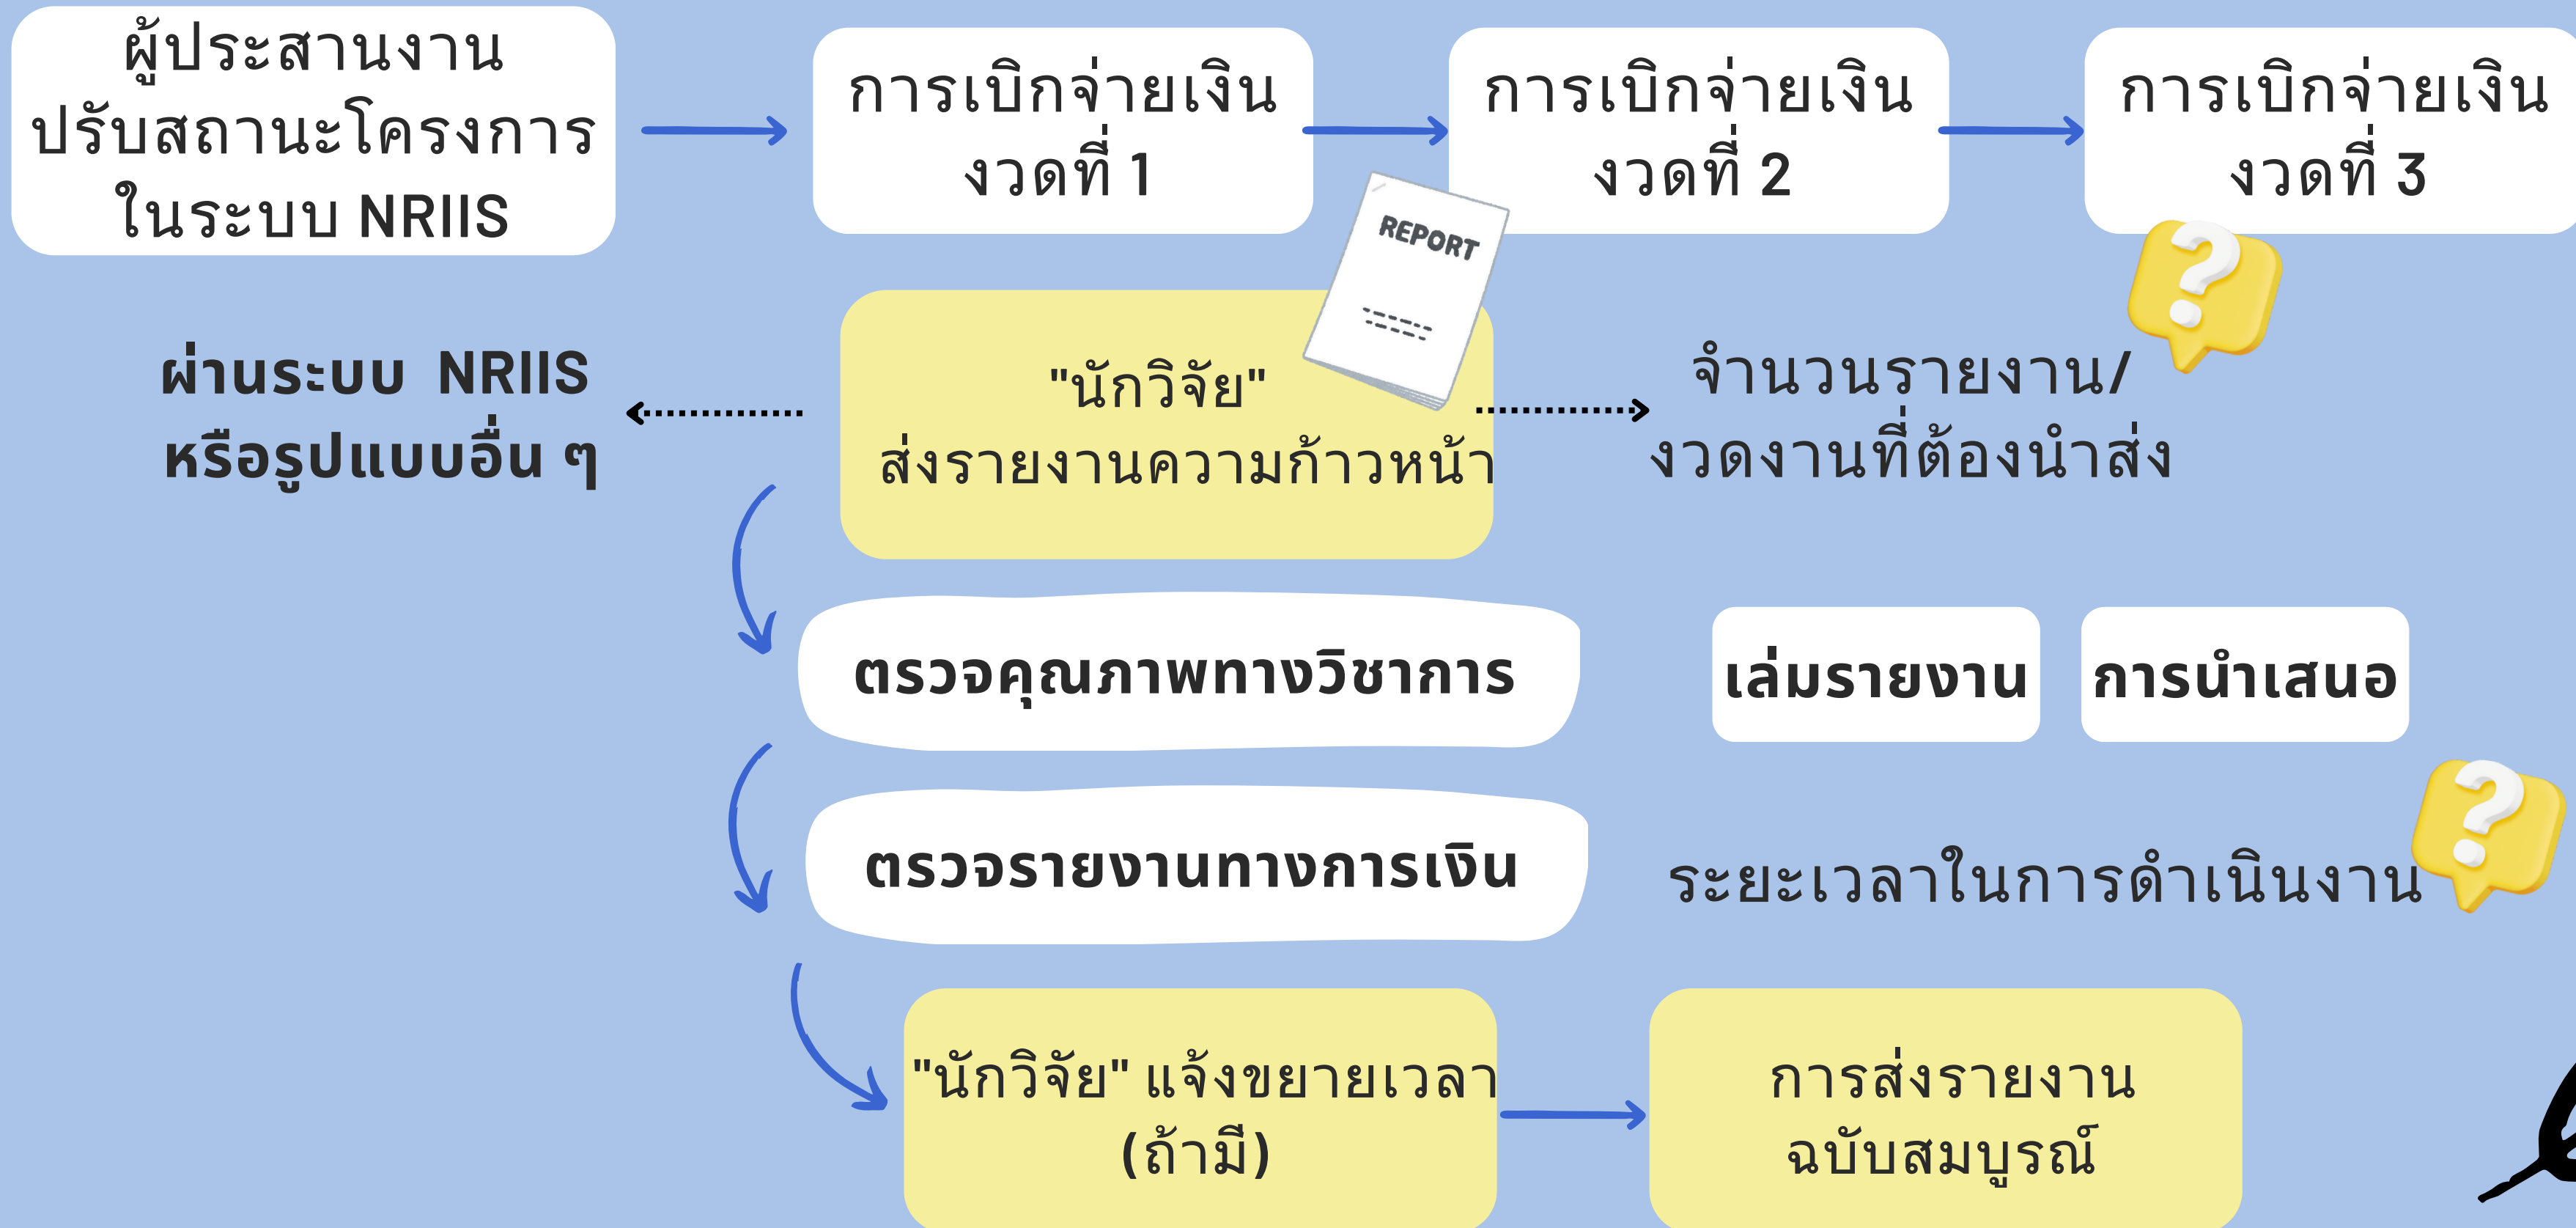 ผู้ประสานงาน
ปรับสถานะโครงการ
ในระบบ NRIIS
การเบิกจ่ายเงิน
งวดที่ 1
การเบิกจ่ายเงิน
งวดที่ 2
การเบิกจ่ายเงิน
งวดที่ 3
REPORT
ผ่านระบบ NRIIS
หรือรูปแบบอื่น ๆ
"นักวิจัย"
ส่งรายงานความก้าวหน้า
จำนวนรายงาน/
งวดงานที่ต้องนำส่ง
?
ตรวจคุณภาพทางวิชาการ
เล่มรายงาน
การนำเสนอ
ตรวจรายงานทางการเงิน
ระยะเวลาในการดำเนินงาน
?
"นักวิจัย" แจ้งขยายเวลา
(ถ้ามี)
การส่งรายงาน
ฉบับสมบูรณ์